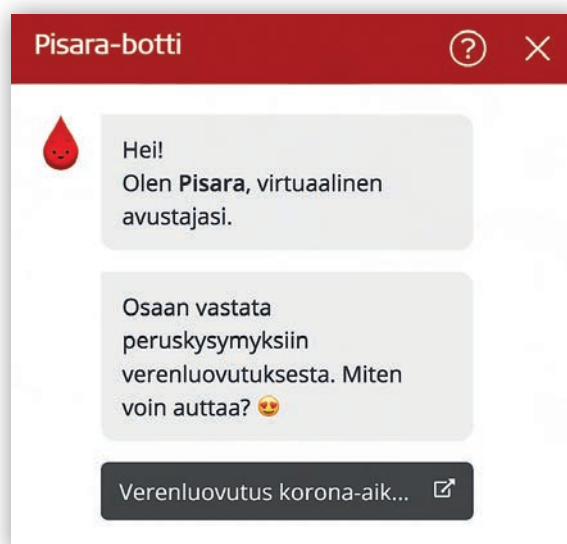 Pisara-botti
Hei!
Olen Pisara, virtuaalinen
avustajasi.
Osaan vastata
peruskysymyksiin
verenluovutuksesta. Miten
voin auttaa? 😍
Verenluovutus korona-aik...